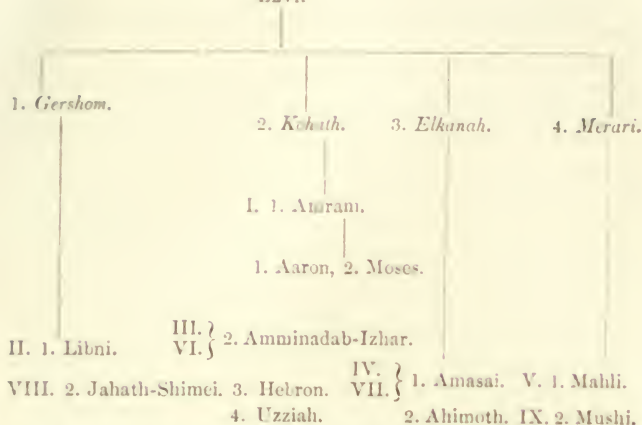 1. Gershom.
2. Kohath. 3. Elkanah. 4. Merari.
I. 1. Amram.
1. Aaron, 2. Moses.
II. 1. Libni. III. } VI. } 2. Amminadab-Izhar.
VIII. 2. Jahath-Shimei. 3. Hebron. IV. } VII. } 1. Amasai. V. 1. Mahli.
4. Uzziah. 2. Ahimoth. IX. 2. Mushi.